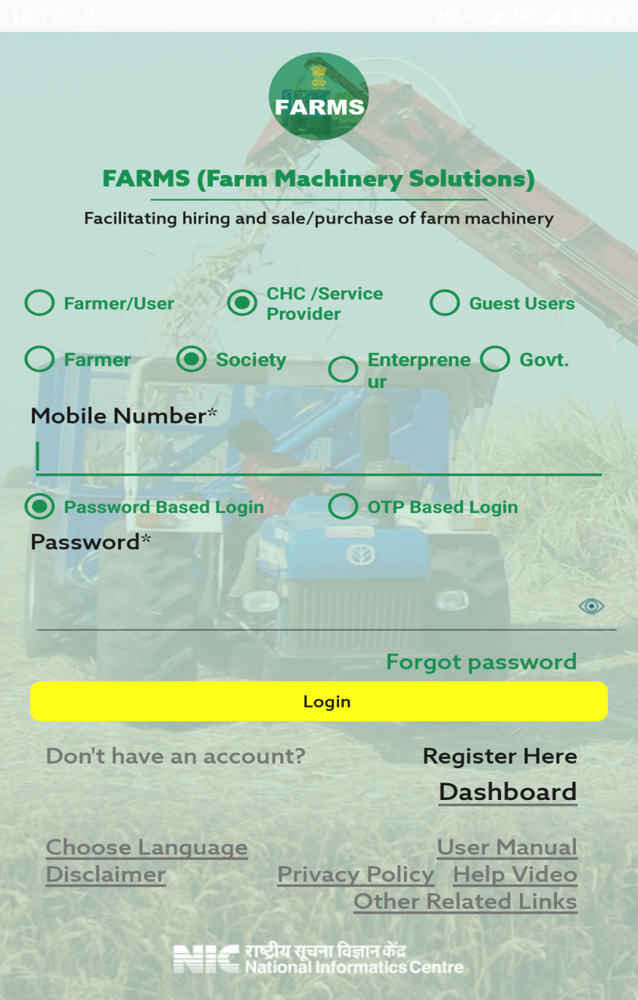 10:17 HD 4G HD 92%
FARMS
FARMS (Farm Machinery Solutions)
Facilitating hiring and sale/purchase of farm machinery
Farmer/User
CHC /Service
Provider
Guest Users
Farmer
Society
Enterprene
ur
Govt.
Mobile Number*
Password Based Login
OTP Based Login
Password*
Forgot password
Login
Don't have an account? Register Here
Dashboard
Choose Language User Manual
Disclaimer Privacy Policy Help Video
Other Related Links
NIC राष्ट्रीय सूचना विज्ञान केंद्र
National Informatics Centre